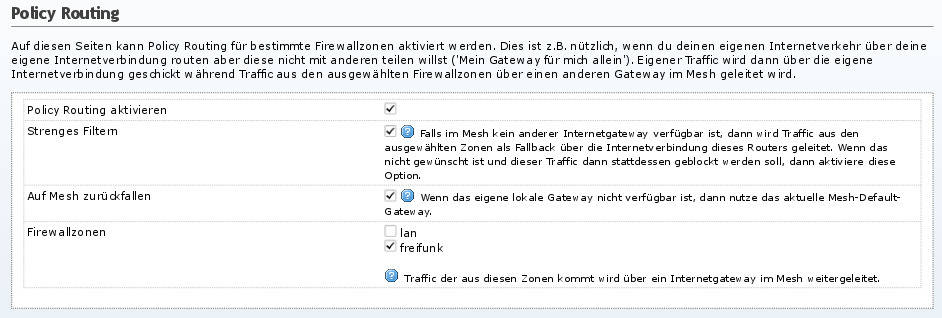 Policy Routing
Auf diesen Seiten kann Policy Routing für bestimmte Firewallzonen aktiviert werden. Dies ist z.B. nützlich, wenn du deinen eigenen Internetverkehr über deine
eigene Internetverbindung routen aber diese nicht mit anderen teilen willst ('Mein Gateway für mich allein'). Eigener Traffic wird dann über die eigene
Internetverbindung geschickt während Traffic aus den ausgewählten Firewallzonen über einen anderen Gateway im Mesh geleitet wird.
Policy Routing aktivieren
Strenges Filtern
Falls im Mesh kein anderer Internetgateway verfügbar ist, dann wird Traffic aus den
ausgewählten Zonen als Fallback über die Internetverbindung dieses Routers geleitet. Wenn das
nicht gewünscht ist und dieser Traffic dann stattdessen geblockt werden soll, dann aktiviere diese
Option.
Auf Mesh zurückfallen
Wenn das eigene lokale Gateway nicht verfügbar ist, dann nutze das aktuelle Mesh-Default-
Gateway.
Firewallzonen
lan
freifunk
Traffic der aus diesen Zonen kommt wird über ein Internetgateway im Mesh weitergeleitet.